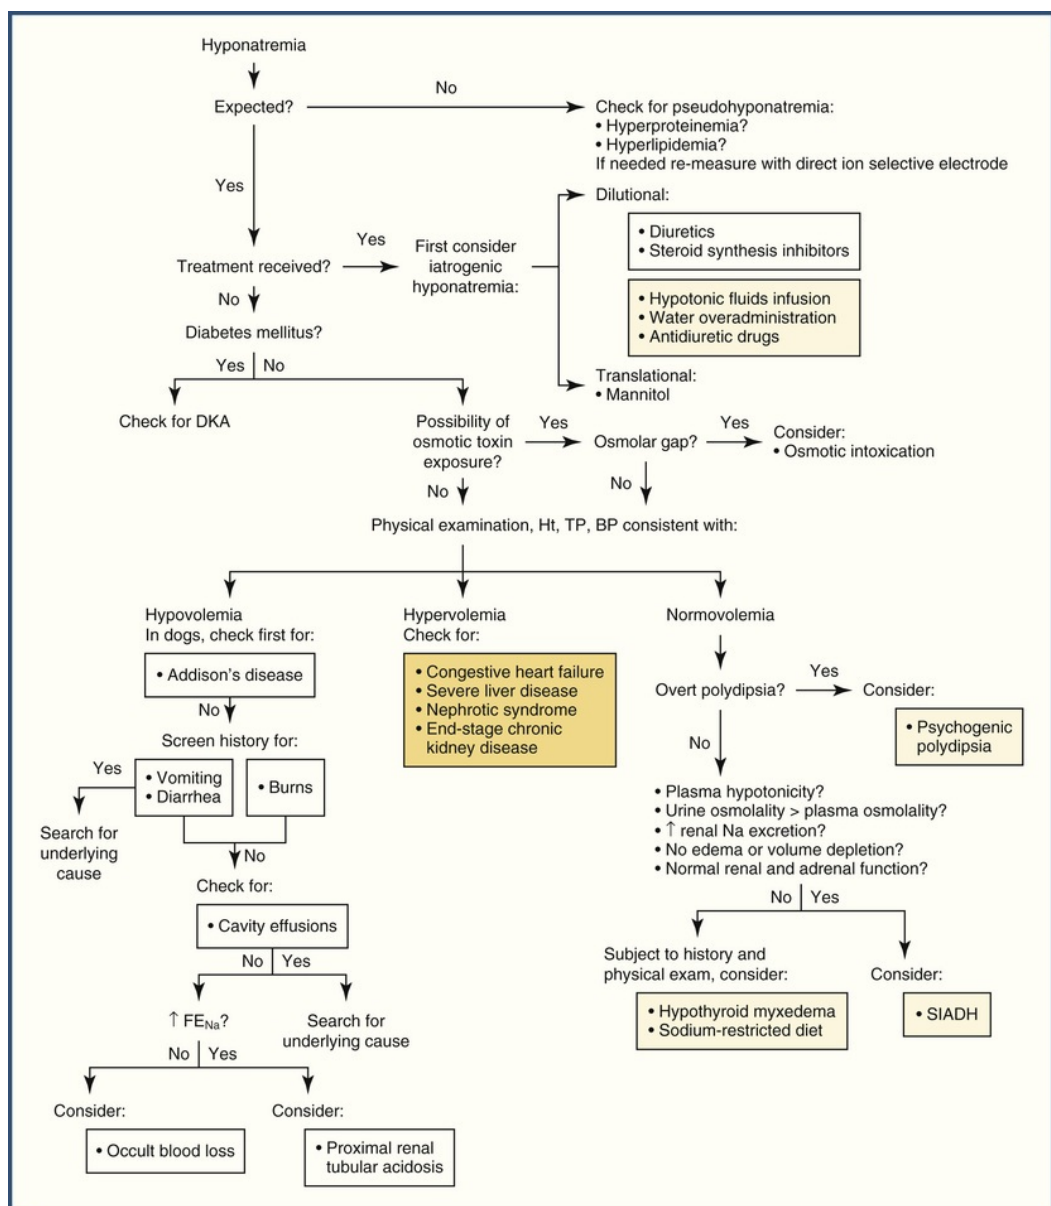 Hyponatremia
Expected?
No
Check for pseudohyponatremia:
• Hyperproteinemia?
• Hyperlipidemia?
If needed re-measure with direct ion selective electrode
Yes
Dilutional:
• Diuretics
• Steroid synthesis inhibitors
Treatment received?
Yes
First consider
iatrogenic
hyponatremia:
• Hypotonic fluids infusion
• Water overadministration
• Antidiuretic drugs
No
Diabetes mellitus?
Yes
No
Translational:
• Mannitol
Check for DKA
Possibility of
osmotic toxin
exposure?
Yes
Osmolar gap?
Yes
Consider:
• Osmotic intoxication
No
No
Physical examination, Ht, TP, BP consistent with:
Hypovolemia
In dogs, check first for:
• Addison's disease
No
Screen history for:
Yes
• Vomiting
• Diarrhea
• Burns
Search for
underlying
cause
No
Check for:
• Cavity effusions
No
Yes
↑ FENa?
Search for
underlying cause
No
Yes
Consider:
• Occult blood loss
Consider:
• Proximal renal
tubular acidosis
Hypervolemia
Check for:
• Congestive heart failure
• Severe liver disease
• Nephrotic syndrome
• End-stage chronic
kidney disease
Normovolemia
Overt polydipsia?
Yes
Consider:
• Psychogenic
polydipsia
No
• Plasma hypotonicity?
• Urine osmolality > plasma osmolality?
• ↑ renal Na excretion?
• No edema or volume depletion?
• Normal renal and adrenal function?
No
Yes
Subject to history and
physical exam, consider:
• Hypothyroid myxedema
• Sodium-restricted diet
Consider:
• SIADH